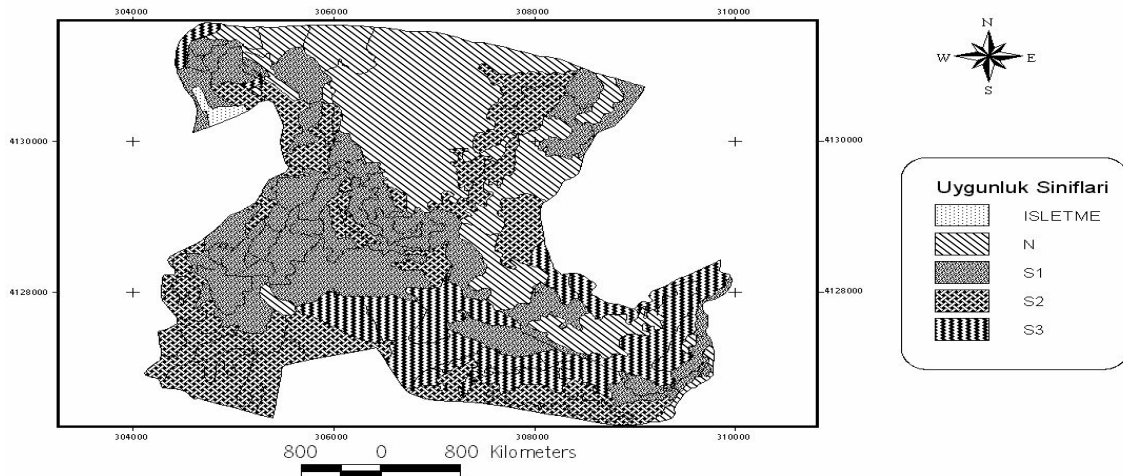 304000 306000 308000 310000
N
W E
S
4130000 4130000
Uygunluk Siniflari
ISLETME
N
S1
S2
S3
4128000 4128000
304000 306000 308000 310000
800 0 800 Kilometers